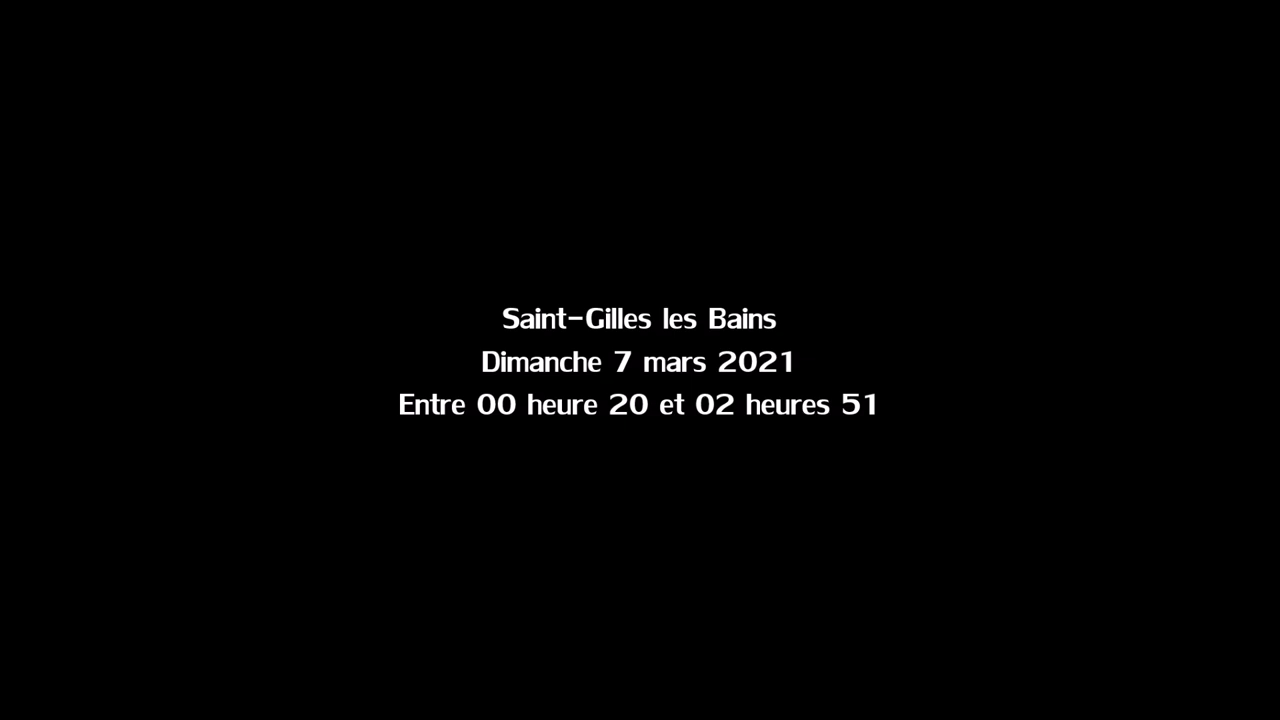 Saint-Gilles les Bains
Dimanche 7 mars 2021
Entre 00 heure 20 et 02 heures 51